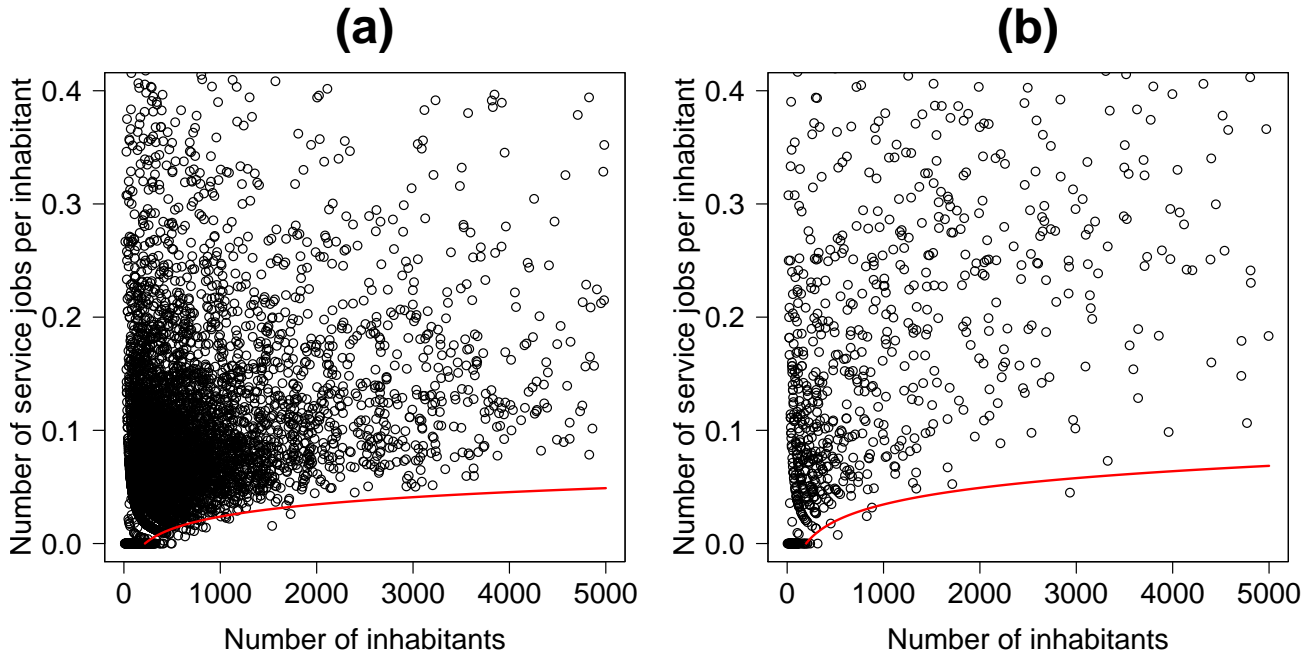 (a)
Number of service jobs per inhabitant
0.4
0.3
0.2
0.1
0.0
0 1000 2000 3000 4000 5000
Number of inhabitants
(b)
Number of service jobs per inhabitant
0.4
0.3
0.2
0.1
0.0
0 1000 2000 3000 4000 5000
Number of inhabitants